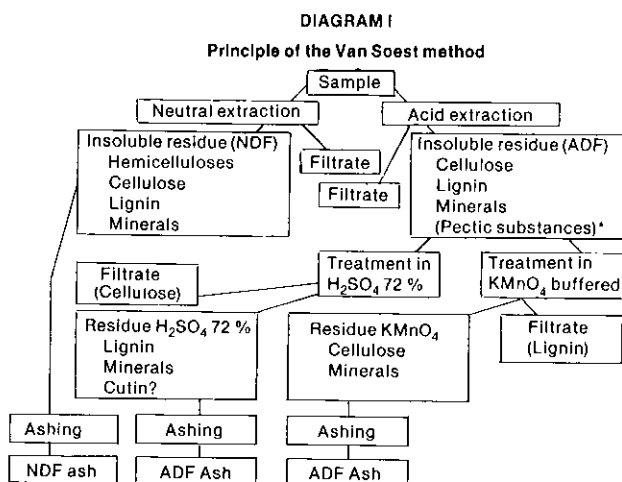 DIAGRAM I
Principle of the Van Soest method
Sample
Neutral extraction
Acid extraction
Insoluble residue (NDF)
Hemicelluloses
Cellulose
Lignin
Minerals
Filtrate
Filtrate
Insoluble residue (ADF)
Cellulose
Lignin
Minerals
(Pectic substances)*
Filtrate
(Cellulose)
Treatment in
H₂SO₄ 72 %
Treatment in
KMnO₄ buffered
Residue H₂SO₄ 72 %
Lignin
Minerals
Cutin?
Residue KMnO₄
Cellulose
Minerals
Filtrate
(Lignin)
Ashing
Ashing
Ashing
NDF ash
ADF Ash
ADF Ash